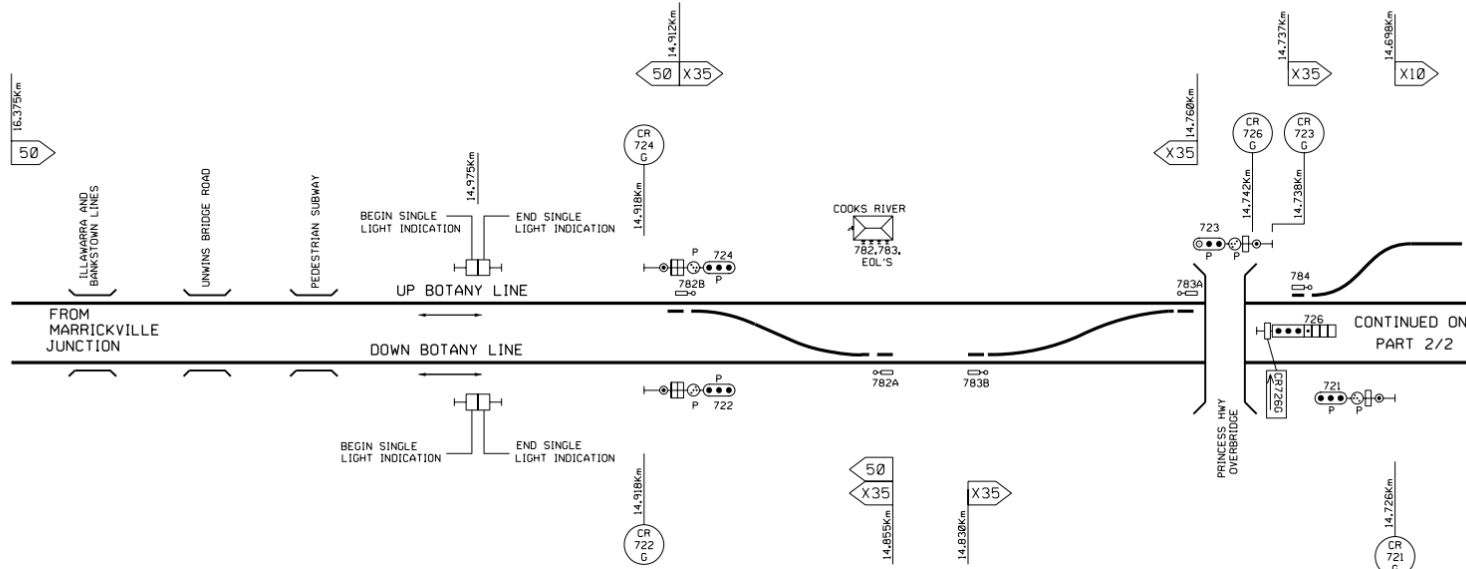 16.375Km
50
14.912Km
50 X35
14.737Km
X35
14.698Km
X10
14.760Km
X35
CR
724
G
14.918Km
CR
726
G
14.742Km
CR
723
G
14.738Km
ILLAWARRA AND
BANKSTOWN LINES
UNWINS BRIDGE ROAD
PEDESTRIAN SUBWAY
14.975Km
BEGIN SINGLE
LIGHT INDICATION
END SINGLE
LIGHT INDICATION
COOKS RIVER
782,783.
EOL'S
P
724
P
723
P
P
782B
783A
784
UP BOTANY LINE
FROM
MARRICKVILLE
JUNCTION
726
CONTINUED ON
PART 2/2
DOWN BOTANY LINE
782A
783B
CR726G
P
722
P
721
P
P
PRINCESS HWY
OVERBRIDGE
BEGIN SINGLE
LIGHT INDICATION
END SINGLE
LIGHT INDICATION
14.918Km
CR
722
G
50
X35
14.855Km
X35
14.830Km
14.726Km
CR
721
G